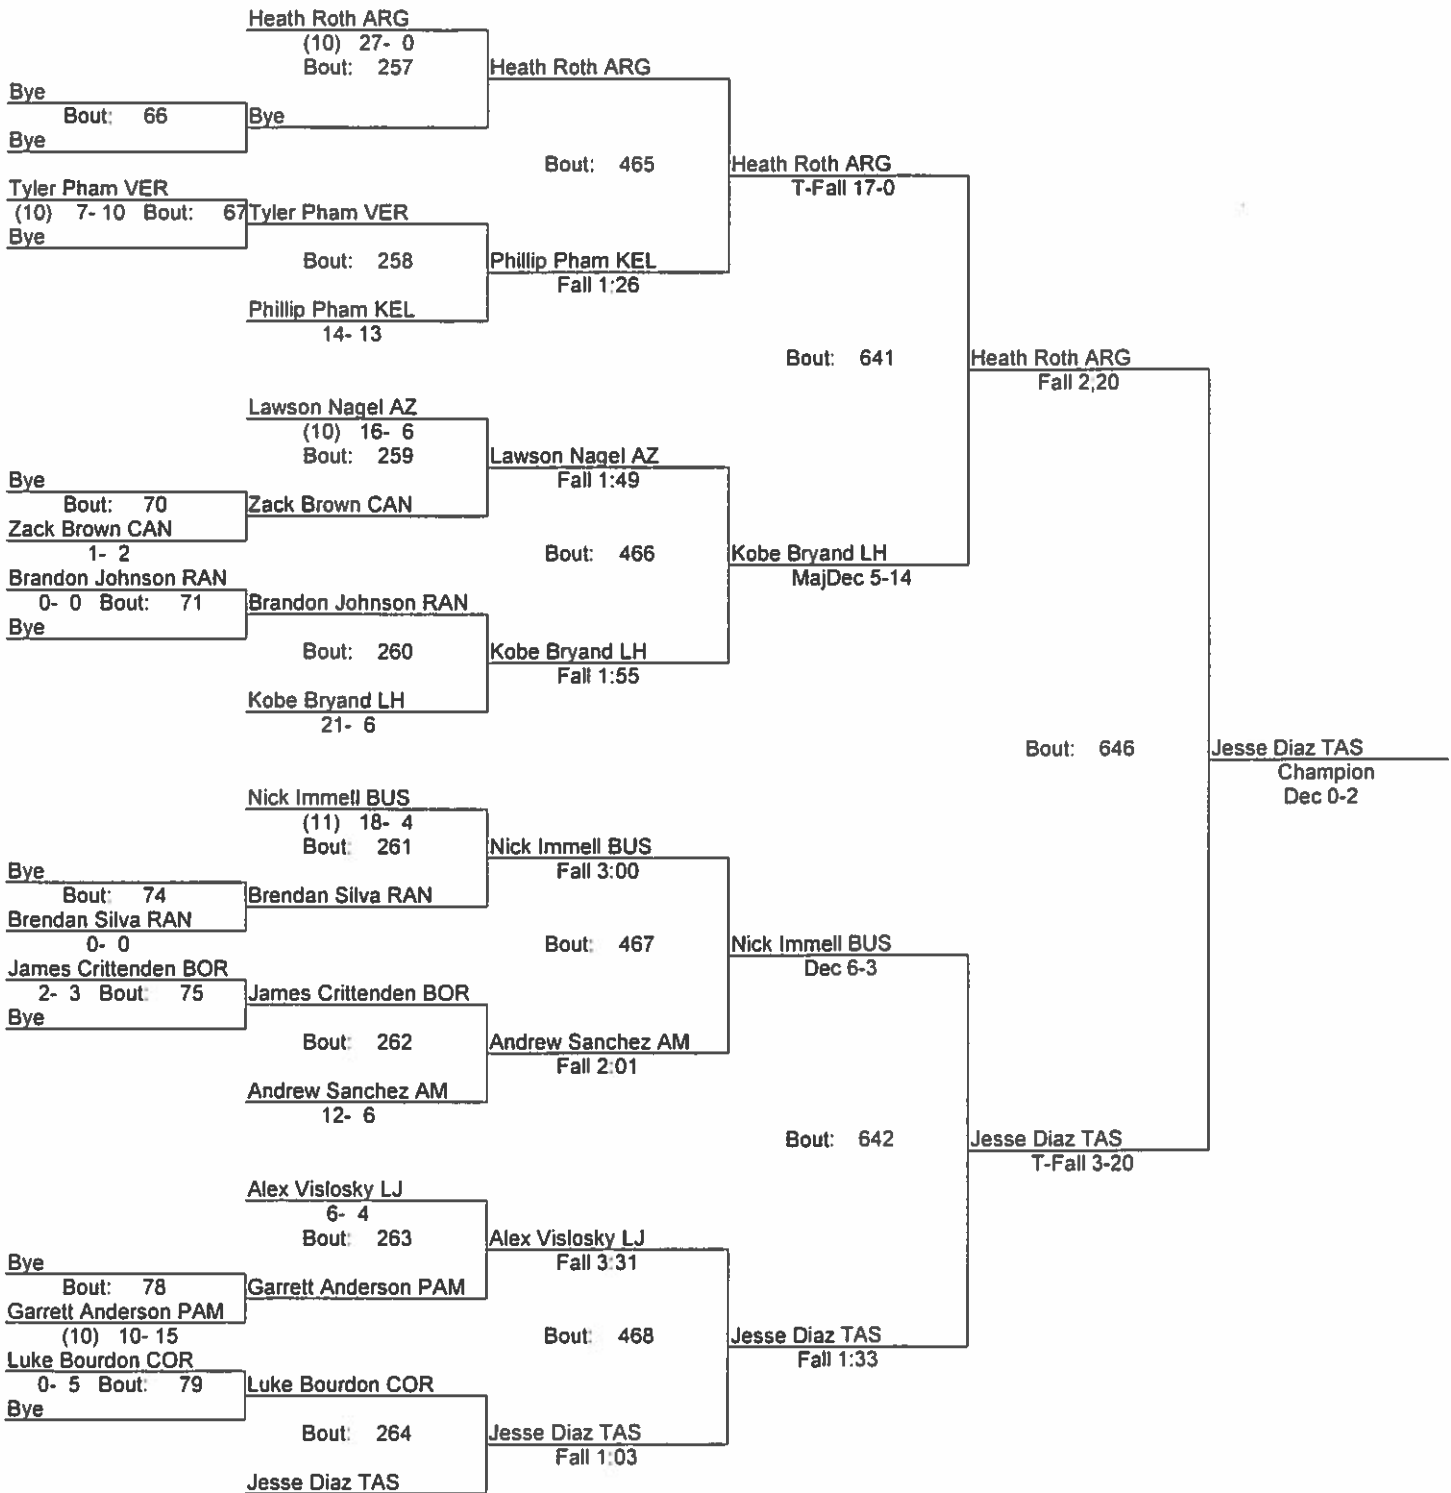 Heath Roth ARG
(10) 27- 0
Bout: 257
Heath Roth ARG
Bye
Bout: 66
Bye
Bye
Bout: 465
Heath Roth ARG
T-Fall 17-0
Tyler Pham VER
(10) 7- 10 Bout: 67
Tyler Pham VER
Bye
Bout: 258
Phillip Pham KEL
Fall 1:26
Phillip Pham KEL
14- 13
Bout: 641
Heath Roth ARG
Fall 2,20
Lawson Nagel AZ
(10) 16- 6
Bout: 259
Lawson Nagel AZ
Fall 1:49
Bye
Bout: 70
Zack Brown CAN
Zack Brown CAN
1- 2
Bout: 466
Kobe Bryand LH
MajDec 5-14
Brandon Johnson RAN
0- 0 Bout: 71
Brandon Johnson RAN
Bye
Bout: 260
Kobe Bryand LH
Fall 1:55
Kobe Bryand LH
21- 6
Bout: 646
Jesse Diaz TAS
Champion
Dec 0-2
Nick Immell BUS
(11) 18- 4
Bout: 261
Nick Immell BUS
Fall 3:00
Bye
Bout: 74
Brendan Silva RAN
Brendan Silva RAN
0- 0
Bout: 467
Nick Immell BUS
Dec 6-3
James Crittenden BOR
2- 3 Bout: 75
James Crittenden BOR
Bye
Bout: 262
Andrew Sanchez AM
Fall 2:01
Andrew Sanchez AM
12- 6
Bout: 642
Jesse Diaz TAS
T-Fall 3-20
Alex Vislosky LJ
6- 4
Bout: 263
Alex Vislosky LJ
Fall 3:31
Bye
Bout: 78
Garrett Anderson PAM
Garrett Anderson PAM
(10) 10- 15
Bout: 468
Jesse Diaz TAS
Fall 1:33
Luke Bourdon COR
0- 5 Bout: 79
Luke Bourdon COR
Bye
Bout: 264
Jesse Diaz TAS
Fall 1:03
Jesse Diaz TAS